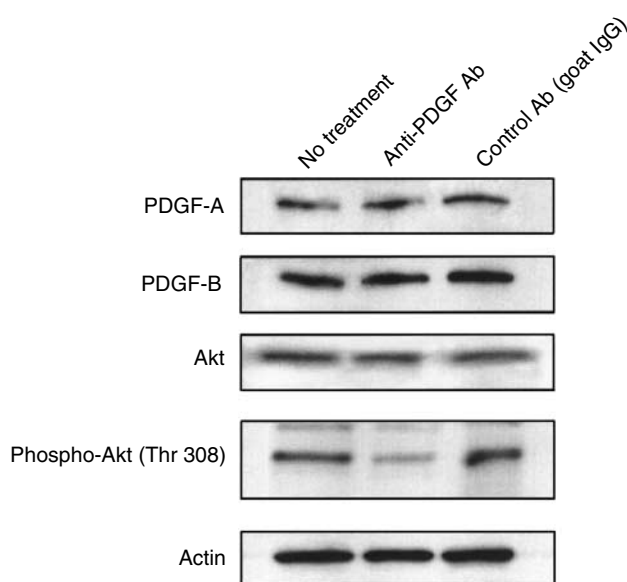 No treatment
Anti-PDGF Ab
Control Ab (goat IgG)
PDGF-A
PDGF-B
Akt
Phospho-Akt (Thr 308)
Actin